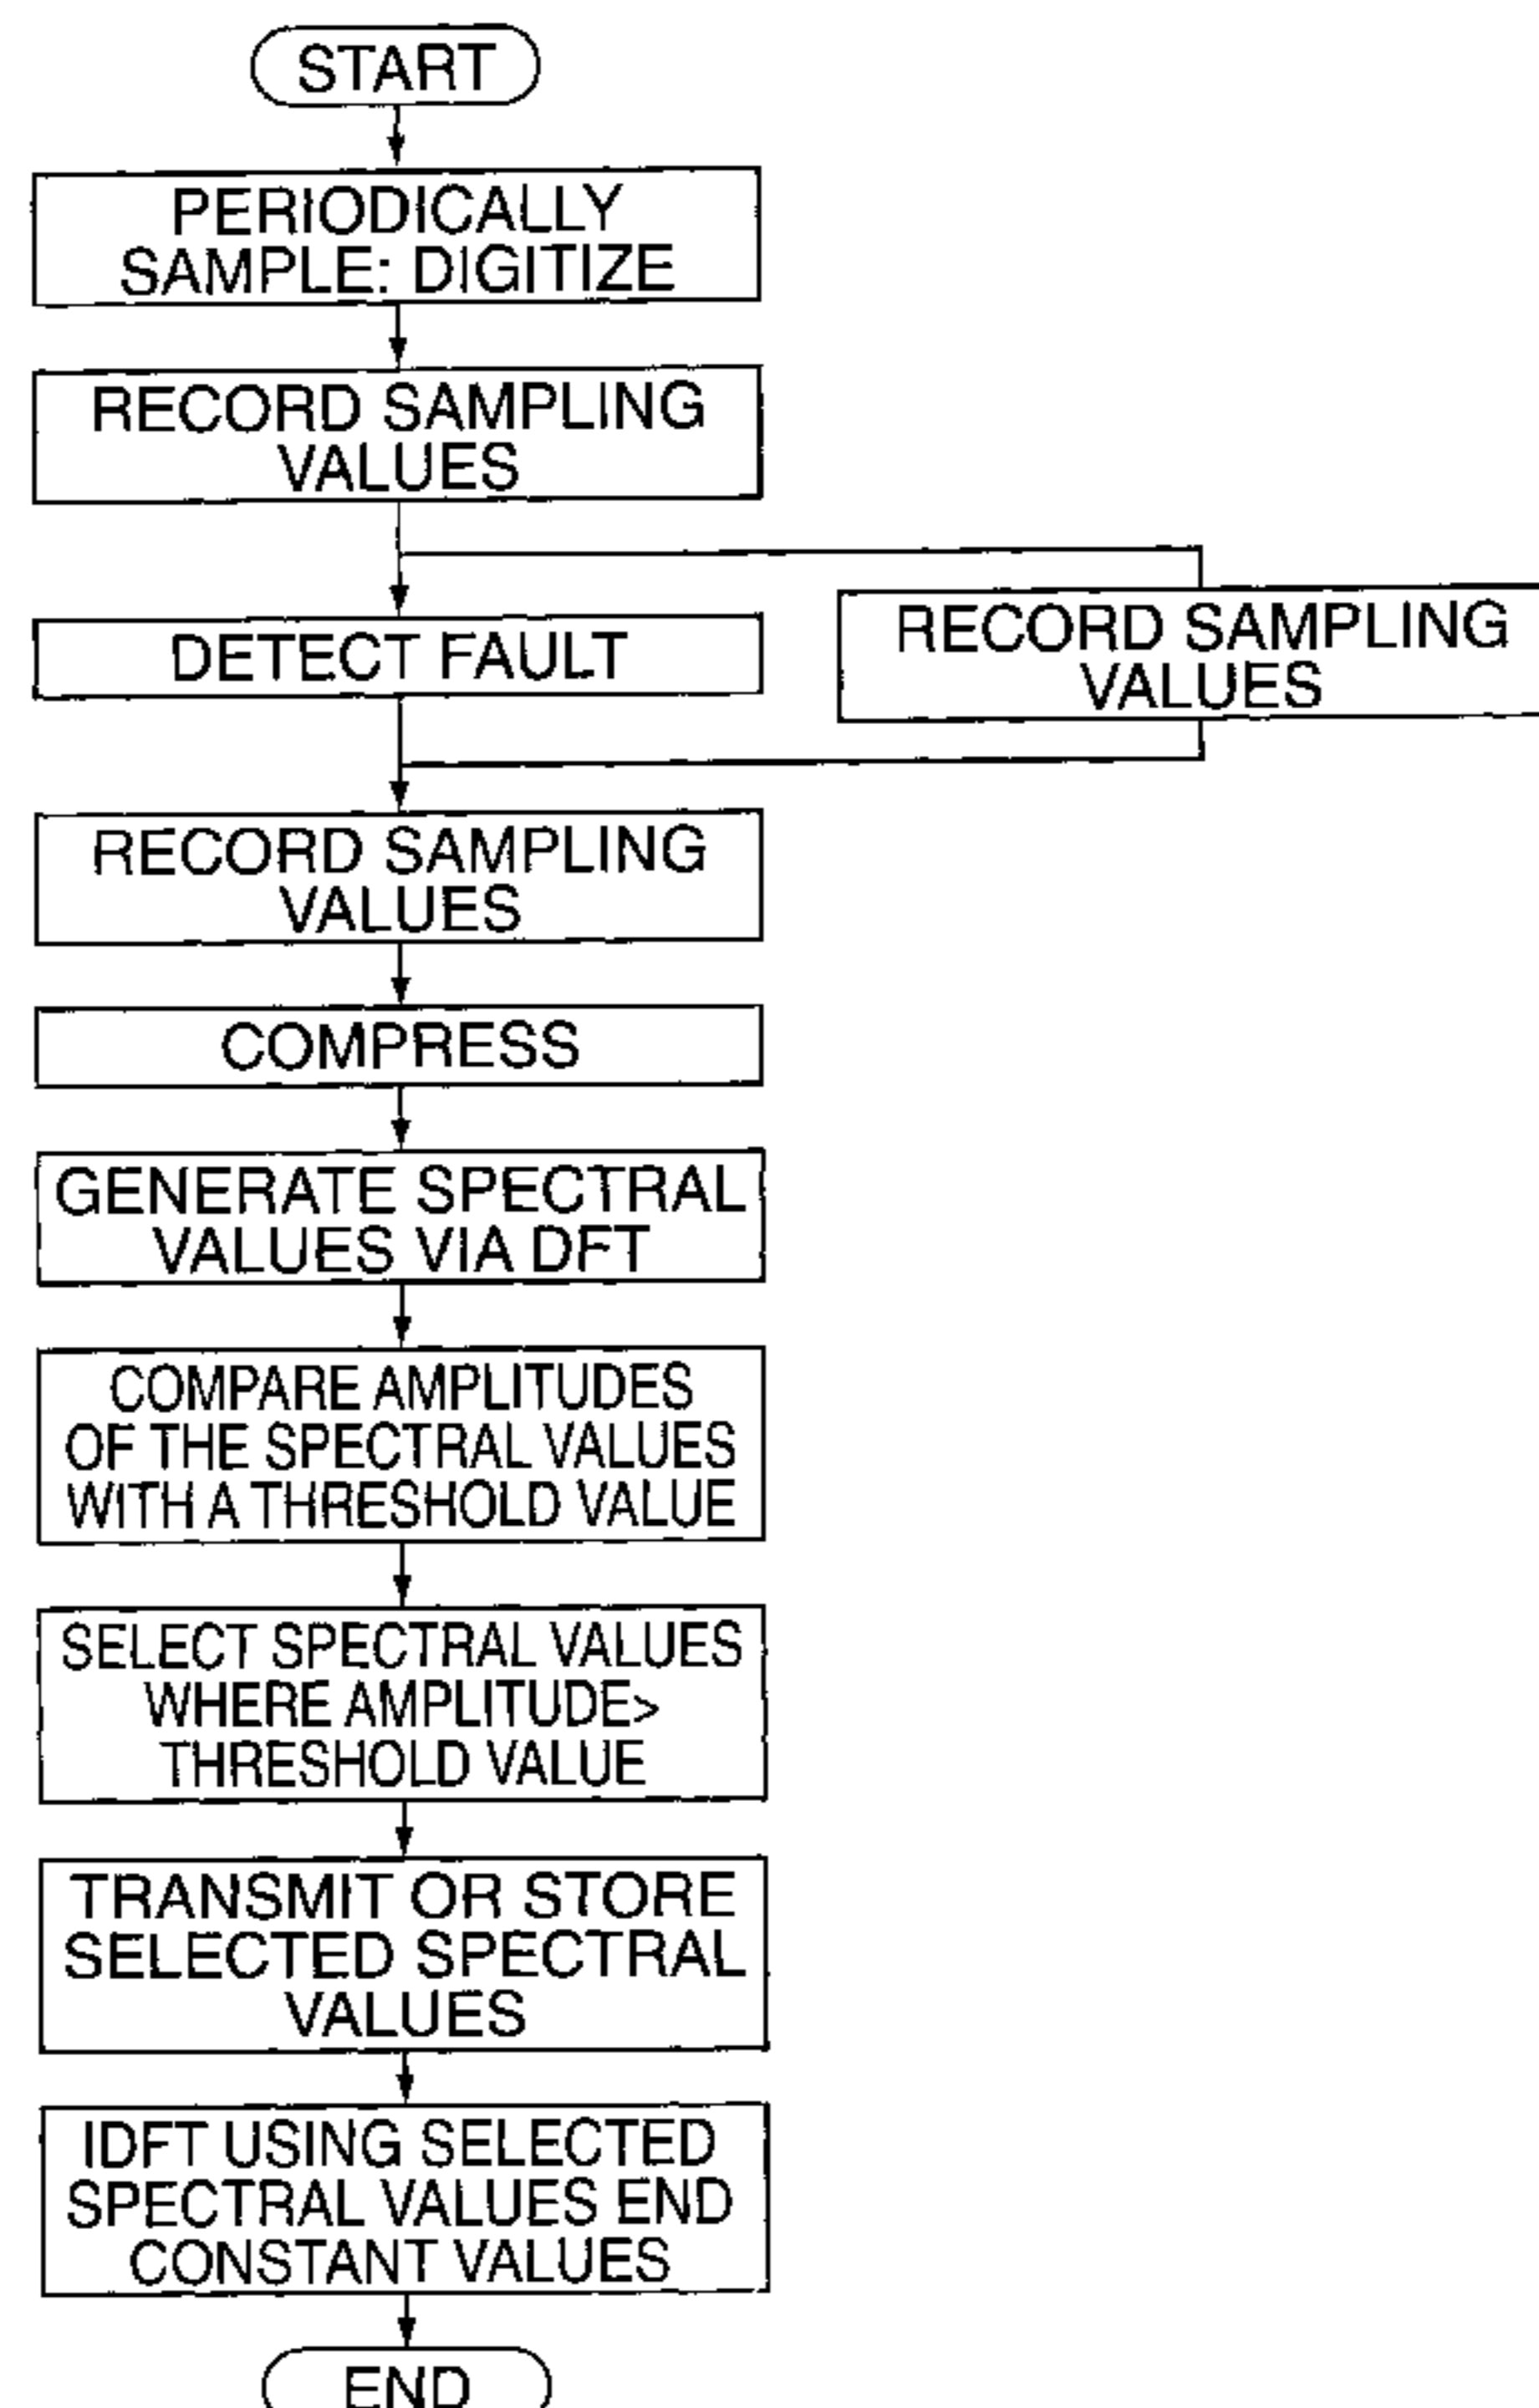 START
PERIODICALLY
SAMPLE: DIGITIZE
RECORD SAMPLING
VALUES
DETECT FAULT
RECORD SAMPLING
VALUES
RECORD SAMPLING
VALUES
COMPRESS
GENERATE SPECTRAL
VALUES VIA DFT
COMPARE AMPLITUDES
OF THE SPECTRAL VALUES
WITH A THRESHOLD VALUE
SELECT SPECTRAL VALUES
WHERE AMPLITUDE>
THRESHOLD VALUE
TRANSMIT OR STORE
SELECTED SPECTRAL
VALUES
IDFT USING SELECTED
SPECTRAL VALUES END
CONSTANT VALUES
END